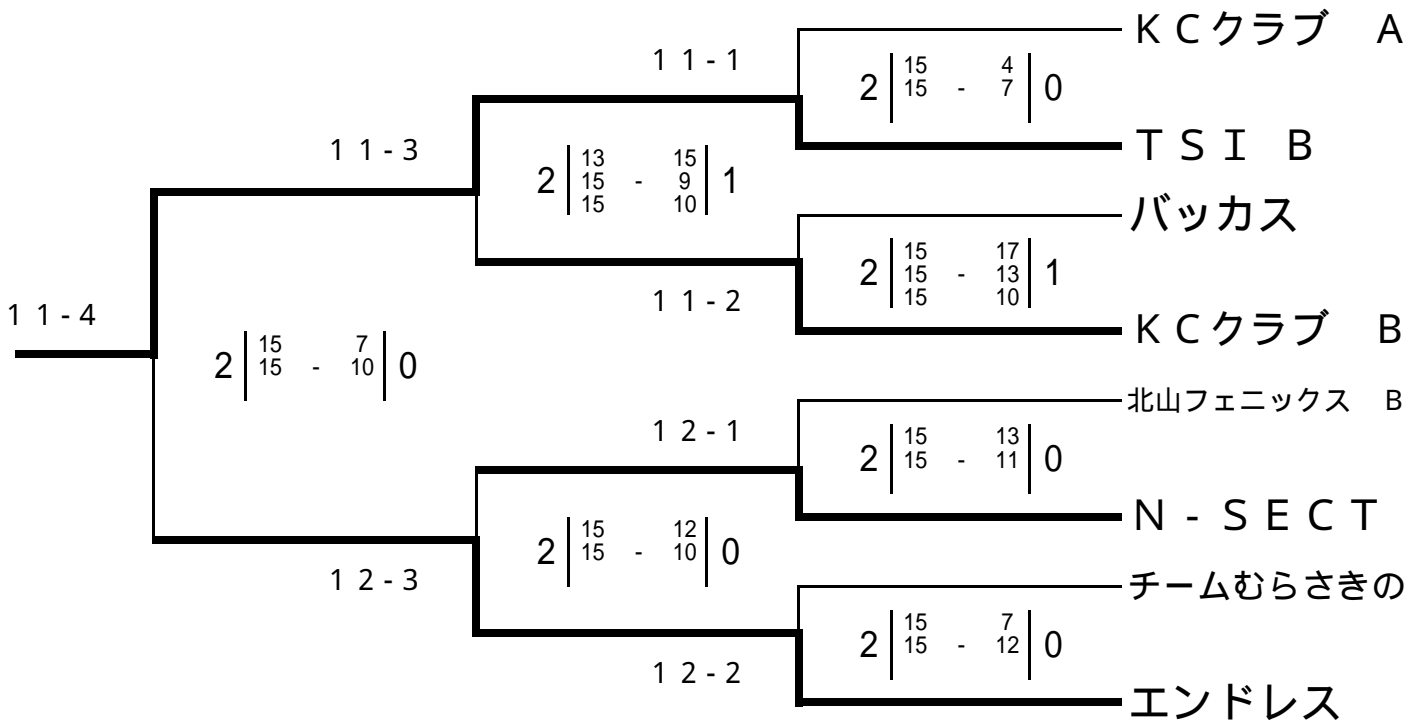 KCクラブ　A
11-1
2 15 - 4 0
15 7
TSI B
11-3
2 13 - 15 1
15 9
15 10
バッカス
2 15 - 17 1
15 13
15 10
11-2
KCクラブ　B
11-4
2 15 - 7 0
15 10
北山フェニックス　B
12-1
2 15 - 13 0
15 11
N-SECT
2 15 - 12 0
15 10
12-3
チームむらさきの
2 15 - 7 0
15 12
12-2
エンドレス